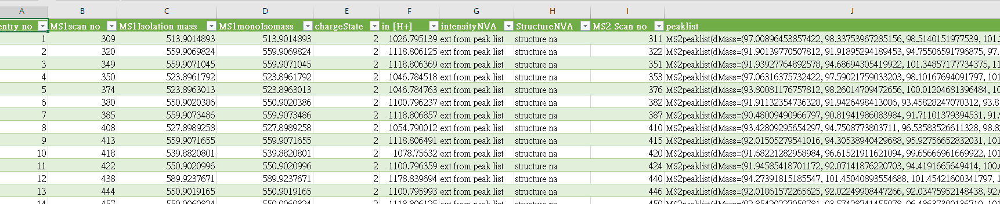 A B C D E F G H I J
entry no MS1scan no MS1Isolation mass MS1monoIsomass chargeState in [H+] intensityNVA StructureNVA MS2 Scan no peaklist
1 309 513.9014893 513.9014893 2 1026.795139 ext from peak list structure na 311 MS2peaklist(dMass=(97.00896453857422, 98.33753967285156, 98.5140151977539, 101.
2 320 559.9069824 559.9069824 2 1118.806125 ext from peak list structure na 322 MS2peaklist(dMass=(91.90139770507812, 91.91895294189453, 94.75506591796875, 97.
3 349 559.9071045 559.9071045 2 1118.806369 ext from peak list structure na 351 MS2peaklist(dMass=(91.93927764892578, 94.68694305419922, 101.34857177734375, 11
4 350 523.8961792 523.8961792 2 1046.784518 ext from peak list structure na 353 MS2peaklist(dMass=(97.06316375732422, 97.59021759033203, 98.10167694091797, 101
5 374 523.8963013 523.8963013 2 1046.784763 ext from peak list structure na 376 MS2peaklist(dMass=(93.80081176757812, 98.26014709472656, 100.01204681396484, 10
6 380 550.9020386 550.9020386 2 1100.796237 ext from peak list structure na 382 MS2peaklist(dMass=(91.91132354736328, 91.9426498413086, 93.45828247070312, 93.8
7 385 559.9073486 559.9073486 2 1118.806857 ext from peak list structure na 387 MS2peaklist(dMass=(90.48009490966797, 90.81941986083984, 91.71101379394531, 91.9
8 408 527.8989258 527.8989258 2 1054.790012 ext from peak list structure na 410 MS2peaklist(dMass=(93.42809295654297, 94.7508773803711, 96.53583526611328, 98.8
9 413 559.9071655 559.9071655 2 1118.806491 ext from peak list structure na 415 MS2peaklist(dMass=(92.01505279541016, 94.30538940429688, 95.92756652832031, 101
10 418 539.8820801 539.8820801 2 1078.75632 ext from peak list structure na 420 MS2peaklist(dMass=(91.68221282958984, 96.61521911621094, 99.65666961669922, 101
11 422 550.9020996 550.9020996 2 1100.796359 ext from peak list structure na 424 MS2peaklist(dMass=(91.94585418701172, 92.07141876220703, 94.4191665649414, 100.
12 438 589.9237671 589.9237671 2 1178.839694 ext from peak list structure na 440 MS2peaklist(dMass=(94.27391815185547, 101.45040893554688, 101.45421600341797, 1
13 444 550.9019165 550.9019165 2 1100.795993 ext from peak list structure na 446 MS2peaklist(dMass=(92.01861572265625, 92.02249908447266, 92.03475952148438, 92.0